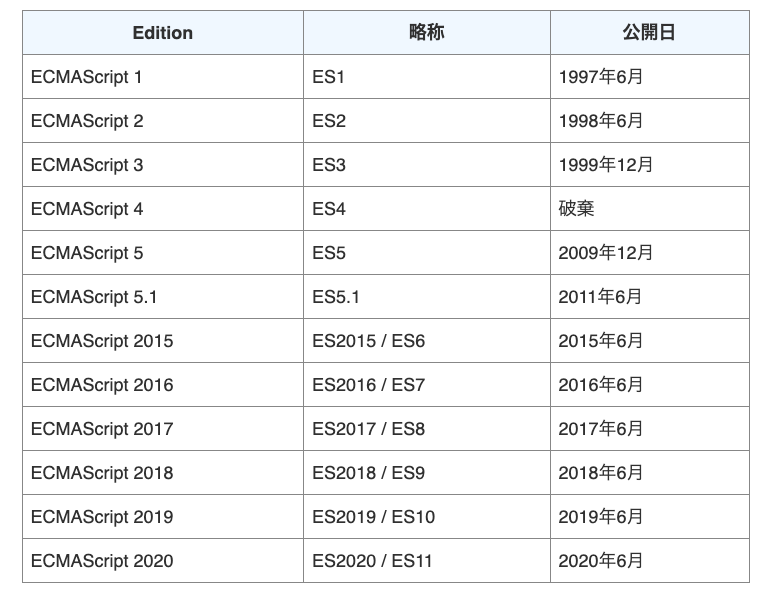 Edition 略称 公開日
ECMAScript 1 ES1 1997年6月
ECMAScript 2 ES2 1998年6月
ECMAScript 3 ES3 1999年12月
ECMAScript 4 ES4 破棄
ECMAScript 5 ES5 2009年12月
ECMAScript 5.1 ES5.1 2011年6月
ECMAScript 2015 ES2015 / ES6 2015年6月
ECMAScript 2016 ES2016 / ES7 2016年6月
ECMAScript 2017 ES2017 / ES8 2017年6月
ECMAScript 2018 ES2018 / ES9 2018年6月
ECMAScript 2019 ES2019 / ES10 2019年6月
ECMAScript 2020 ES2020 / ES11 2020年6月